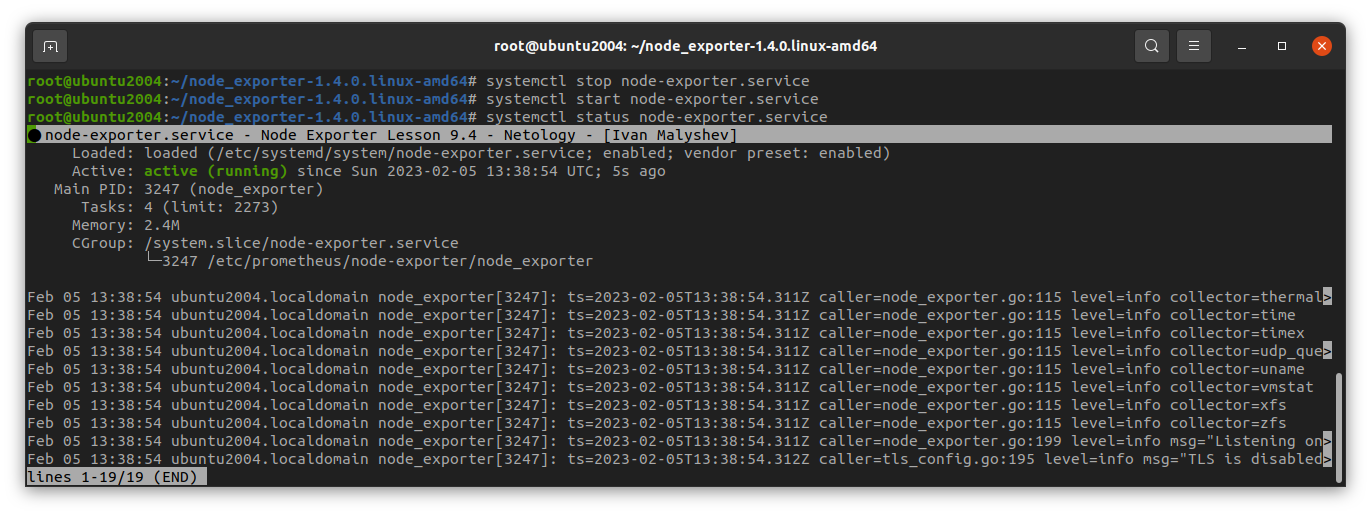 root@ubuntu2004: ~/node_exporter-1.4.0.linux-amd64
root@ubuntu2004:~/node_exporter-1.4.0.linux-amd64# systemctl stop node-exporter.service
root@ubuntu2004:~/node_exporter-1.4.0.linux-amd64# systemctl start node-exporter.service
root@ubuntu2004:~/node_exporter-1.4.0.linux-amd64# systemctl status node-exporter.service
● node-exporter.service - Node Exporter Lesson 9.4 - Netology - [Ivan Malyshev]
     Loaded: loaded (/etc/systemd/system/node-exporter.service; enabled; vendor preset: enabled)
     Active: active (running) since Sun 2023-02-05 13:38:54 UTC; 5s ago
   Main PID: 3247 (node_exporter)
      Tasks: 4 (limit: 2273)
     Memory: 2.4M
     CGroup: /system.slice/node-exporter.service
             └─3247 /etc/prometheus/node-exporter/node_exporter
Feb 05 13:38:54 ubuntu2004.localdomain node_exporter[3247]: ts=2023-02-05T13:38:54.311Z caller=node_exporter.go:115 level=info collector=thermal>
Feb 05 13:38:54 ubuntu2004.localdomain node_exporter[3247]: ts=2023-02-05T13:38:54.311Z caller=node_exporter.go:115 level=info collector=time
Feb 05 13:38:54 ubuntu2004.localdomain node_exporter[3247]: ts=2023-02-05T13:38:54.311Z caller=node_exporter.go:115 level=info collector=timex
Feb 05 13:38:54 ubuntu2004.localdomain node_exporter[3247]: ts=2023-02-05T13:38:54.311Z caller=node_exporter.go:115 level=info collector=udp_que>
Feb 05 13:38:54 ubuntu2004.localdomain node_exporter[3247]: ts=2023-02-05T13:38:54.311Z caller=node_exporter.go:115 level=info collector=uname
Feb 05 13:38:54 ubuntu2004.localdomain node_exporter[3247]: ts=2023-02-05T13:38:54.311Z caller=node_exporter.go:115 level=info collector=vmstat
Feb 05 13:38:54 ubuntu2004.localdomain node_exporter[3247]: ts=2023-02-05T13:38:54.311Z caller=node_exporter.go:115 level=info collector=xfs
Feb 05 13:38:54 ubuntu2004.localdomain node_exporter[3247]: ts=2023-02-05T13:38:54.311Z caller=node_exporter.go:115 level=info collector=zfs
Feb 05 13:38:54 ubuntu2004.localdomain node_exporter[3247]: ts=2023-02-05T13:38:54.311Z caller=node_exporter.go:199 level=info msg="Listening on>
Feb 05 13:38:54 ubuntu2004.localdomain node_exporter[3247]: ts=2023-02-05T13:38:54.312Z caller=tls_config.go:195 level=info msg="TLS is disabled>
lines 1-19/19 (END)